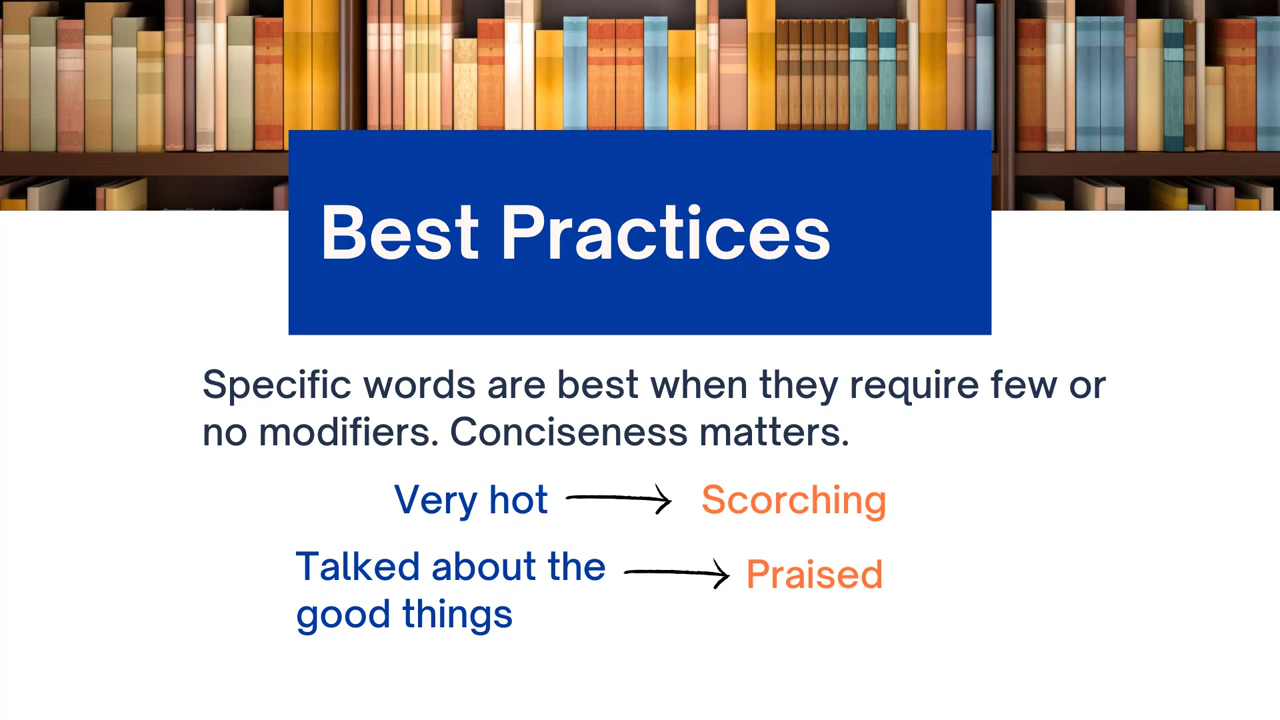 Best Practices
Specific words are best when they require few or
no modifiers. Conciseness matters.
Very hot Scorching
Talked about the Praised
good things